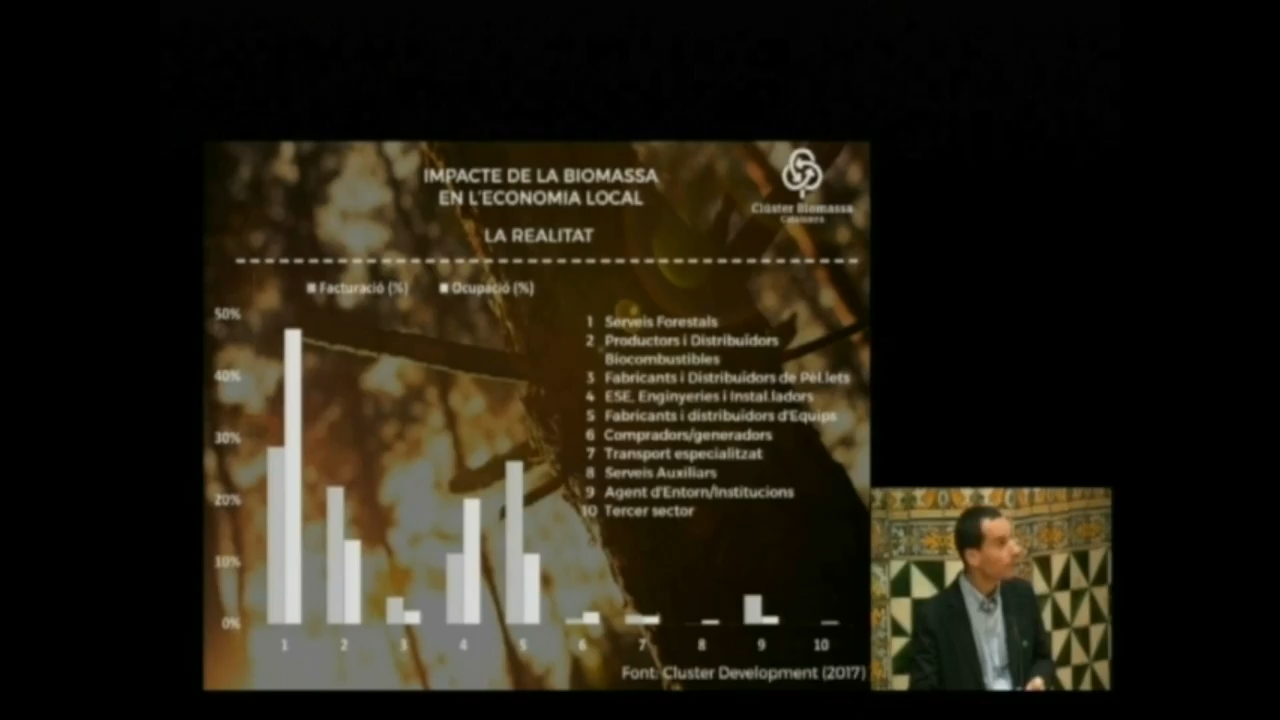 IMPACTE DE LA BIOMASSA
EN L'ECONOMIA LOCAL
LA REALITAT
Clúster Biomassa
Catalunya
Facturació (%)
Ocupació (%)
50%
40%
30%
20%
10%
0%
1
2
3
4
5
6
7
8
9
10
1 Serveis Forestals
2 Productors i Distribuïdors
Biocombustibles
3 Fabricants i Distribuïdors de Pèl.lets
4 ESE, Enginyeries i Instal.ladors
5 Fabricants i distribuïdors d'Equips
6 Compradors/generadors
7 Transport especialitzat
8 Serveis Auxiliars
9 Agent d'Entorn/Institucions
10 Tercer sector
Font: Cluster Development (2017)